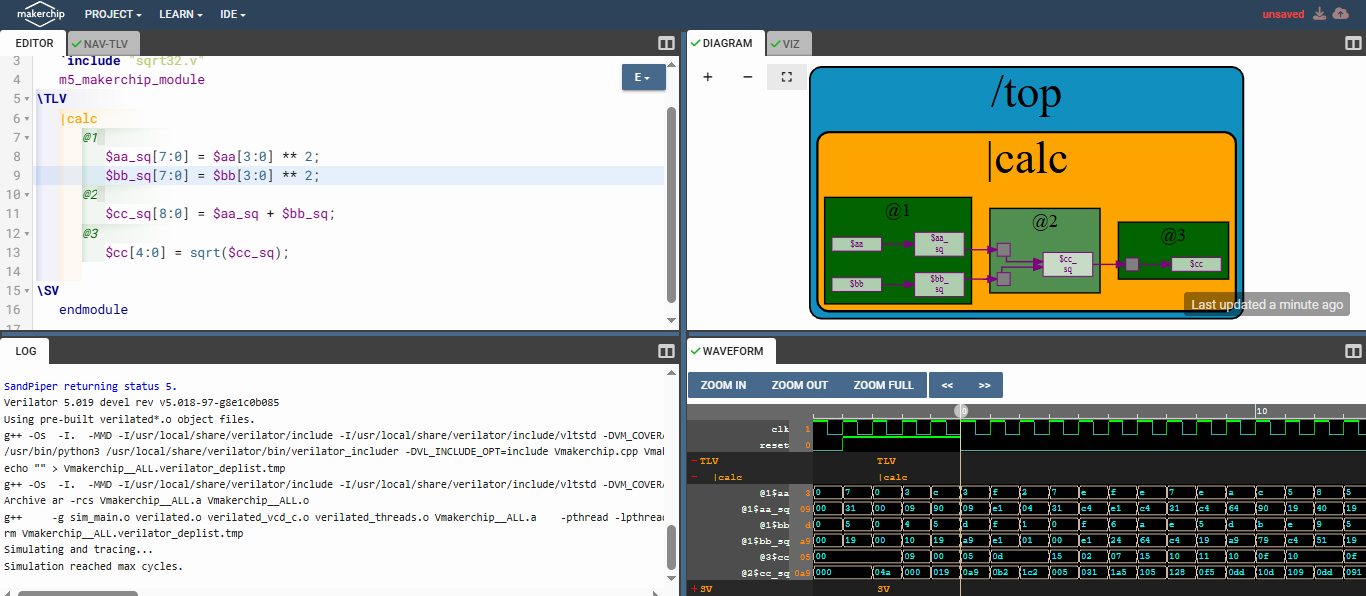 makerchip PROJECT LEARN IDE unsaved
EDITOR NAV-TLV
3 `include "sqrt32.v"
4 m5_makerchip_module
5 \TLV
6 |calc
7 @1
8 $aa_sq[7:0] = $aa[3:0] ** 2;
9 $bb_sq[7:0] = $bb[3:0] ** 2;
10 @2
11 $cc_sq[8:0] = $aa_sq + $bb_sq;
12 @3
13 $cc[4:0] = sqrt($cc_sq);
14
15 \SV
16 endmodule
17
E
DIAGRAM VIZ
+ −
/top
|calc
@1
$aa
$aa_
sq
$bb
$bb_
sq
@2
$cc_
sq
@3
$cc
Last updated a minute ago
LOG
SandPiper returning status 5.
Verilator 5.019 devel rev v5.018-97-g8e1c0b085
Using pre-built verilated*.o object files.
g++ -Os -I. -MMD -I/usr/local/share/verilator/include -I/usr/local/share/verilator/include/vltstd -DVM_COVERA
/usr/bin/python3 /usr/local/share/verilator/bin/verilator_includer -DVL_INCLUDE_OPT=include Vmakerchip.cpp Vmak
echo "" > Vmakerchip__ALL.verilator_deplist.tmp
g++ -Os -I. -MMD -I/usr/local/share/verilator/include -I/usr/local/share/verilator/include/vltstd -DVM_COVERA
Archive ar -rcs Vmakerchip__ALL.a Vmakerchip__ALL.o
g++ -g sim_main.o verilated.o verilated_vcd_c.o verilated_threads.o Vmakerchip__ALL.a -pthread -lpthread
rm Vmakerchip__ALL.verilator_deplist.tmp
Simulating and tracing...
Simulation reached max cycles.
WAVEFORM
ZOOM IN ZOOM OUT ZOOM FULL << >>
0 10
clk 1
reset 0
-TLV TLV
- |calc |calc
@1$aa 3 0 7 0 3 c 3 f 2 7 e f e 7 e a c 5 8 5
@1$aa_sq 09 00 31 00 09 90 09 e1 04 31 c4 e1 c4 31 c4 64 90 19 40 19
@1$bb d 0 5 0 4 5 d f 1 0 f 6 a e 5 d b e 9 5
@1$bb_sq a9 00 19 00 10 19 a9 e1 01 00 e1 24 64 c4 19 a9 79 c4 51 19
@3$cc 05 00 09 00 05 0d 15 02 07 15 10 11 10 0f 10 0f
@2$cc_sq 0a9 000 04a 000 019 0a9 0b2 1c2 005 031 1a5 105 128 0f5 0dd 10d 109 0dd 091
+SV SV